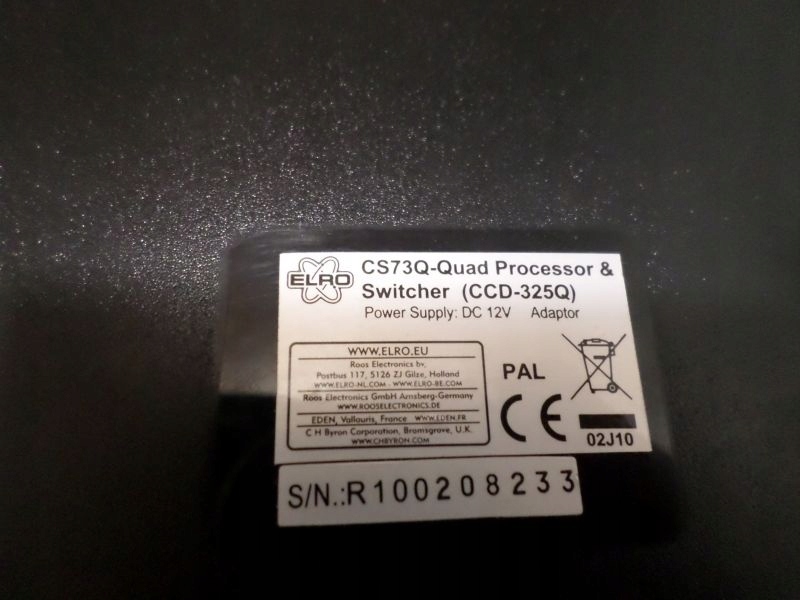 ELRO
CS73Q-Quad Processor &
Switcher (CCD-325Q)
Power Supply: DC 12V Adaptor
WWW.ELRO.EU
Roos Electronics bv,
Postbus 117, 5126 ZJ Gilze, Holland
WWW.ELRO-NL.COM - WWW.ELRO-BE.COM
Roos Electronics GmbH Arnsberg-Germany
WWW.ROOSELECTRONICS.DE
EDEN, Vallauris, France WWW.EDEN.FR
C H Byron Corporation, Bromsgrove, U.K.
WWW.CHBYRON.COM
PAL
CE
02J10
S/N.:R100208233